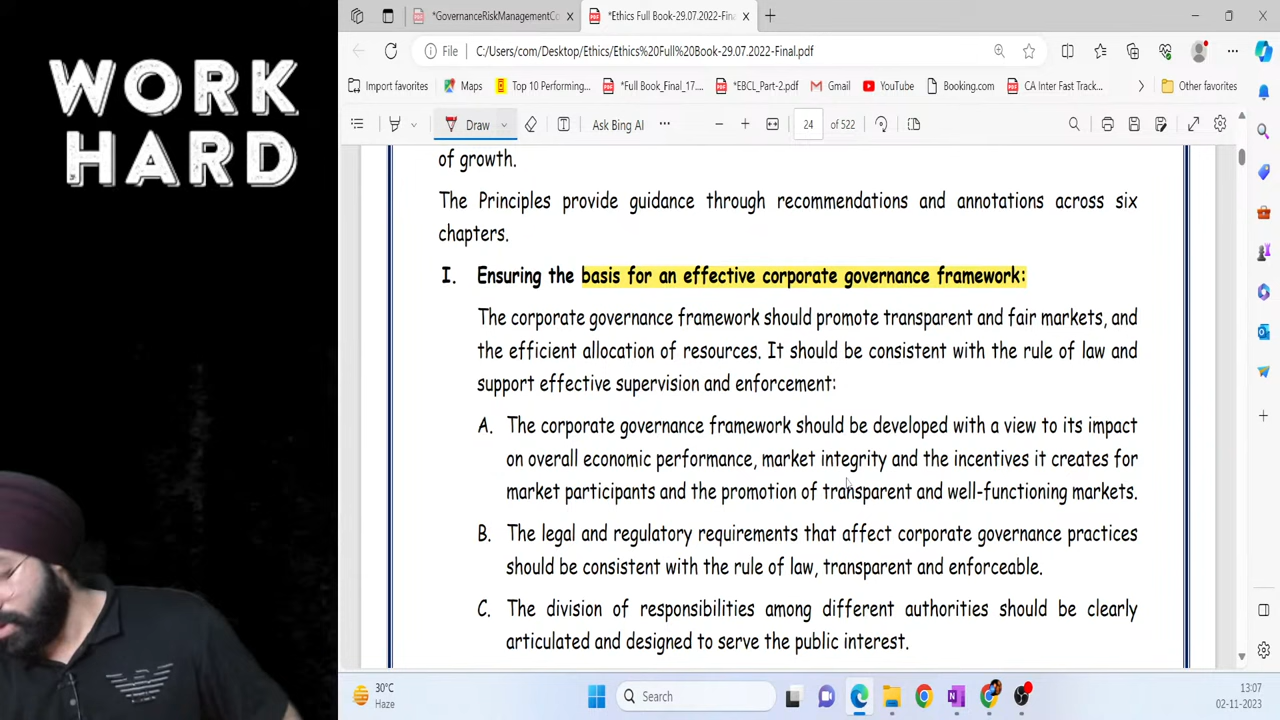 WORK
HARD
*GovernanceRiskManagementCo
*Ethics Full Book-29.07.2022-Fina
File
C:/Users/com/Desktop/Ethics/Ethics%20Full%20Book-29.07.2022-Final.pdf
Import favorites
Maps
Top 10 Performing...
*Full Book_Final_17...
*EBCL_Part-2.pdf
Gmail
YouTube
Booking.com
CA Inter Fast Track...
Other favorites
Draw
Ask Bing AI
24
of 522
of growth.
The Principles provide guidance through recommendations and annotations across six
chapters.
I. Ensuring the basis for an effective corporate governance framework:
The corporate governance framework should promote transparent and fair markets, and
the efficient allocation of resources. It should be consistent with the rule of law and
support effective supervision and enforcement:
A. The corporate governance framework should be developed with a view to its impact
on overall economic performance, market integrity and the incentives it creates for
market participants and the promotion of transparent and well-functioning markets.
B. The legal and regulatory requirements that affect corporate governance practices
should be consistent with the rule of law, transparent and enforceable.
C. The division of responsibilities among different authorities should be clearly
articulated and designed to serve the public interest.
30°C
Haze
Search
13:07
02-11-2023